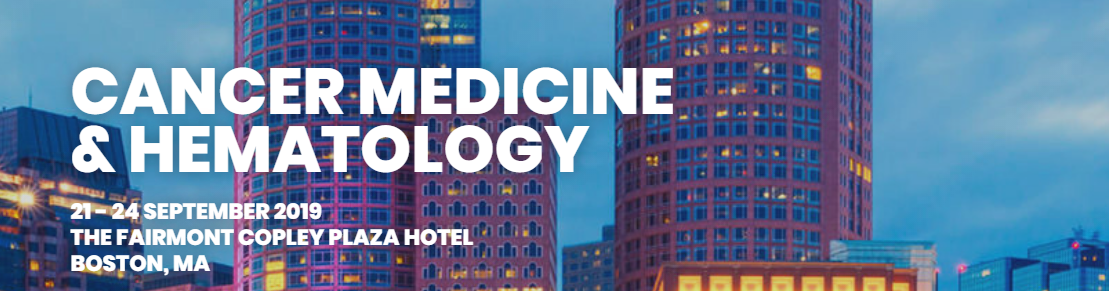 CANCER MEDICINE
& HEMATOLOGY
21 - 24 SEPTEMBER 2019
THE FAIRMONT COPLEY PLAZA HOTEL
BOSTON, MA